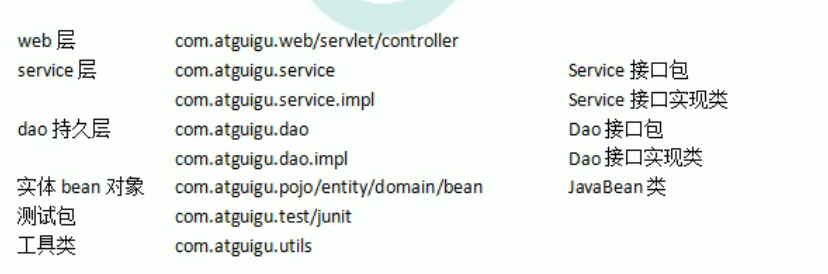 web 层 com.atguigu.web/servlet/controller
service 层 com.atguigu.service Service 接口包
com.atguigu.service.impl Service 接口实现类
dao 持久层 com.atguigu.dao Dao 接口包
com.atguigu.dao.impl Dao 接口实现类
实体 bean 对象 com.atguigu.pojo/entity/domain/bean JavaBean 类
测试包 com.atguigu.test/junit
工具类 com.atguigu.utils